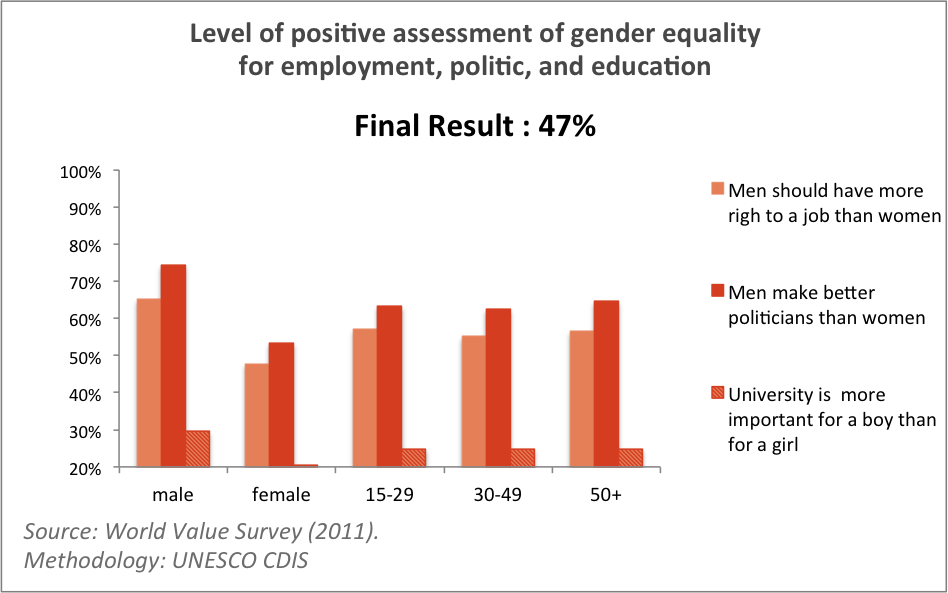 Level of positive assessment of gender equality
for employment, politic, and education
Final Result : 47%
100%
90%
80%
70%
60%
50%
40%
30%
20%
male
female
15-29
30-49
50+
Men should have more
righ to a job than women
Men make better
politicians than women
University is  more
important for a boy than
for a girl
Source: World Value Survey (2011).
Methodology: UNESCO CDIS